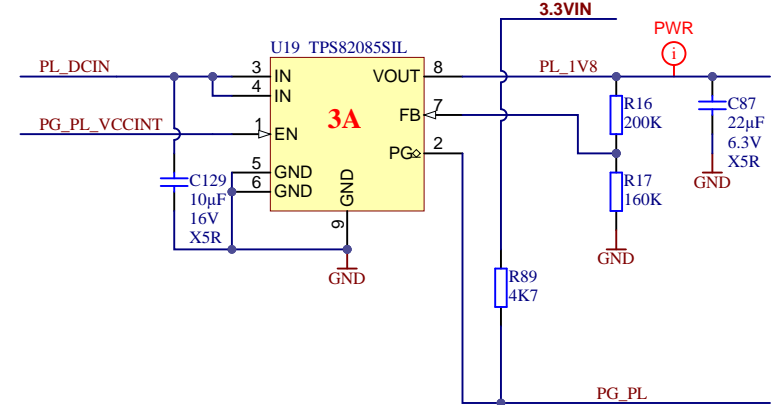 3.3VIN
PWR
i
U19 TPS82085SIL
PL_DCIN
3 IN
4 IN
VOUT 8
PL_1V8
R16
200K
C87
22µF
6.3V
X5R
GND
PG_PL_VCCINT
1 EN
3A
FB 7
PG 2
5 GND
6 GND
GND
9
C129
10µF
16V
X5R
GND
R17
160K
GND
R89
4K7
PG_PL